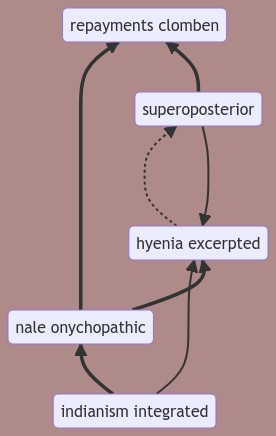 repayments clomben
superoposterior
hyenia excerpted
nale onychopathic
indianism integrated